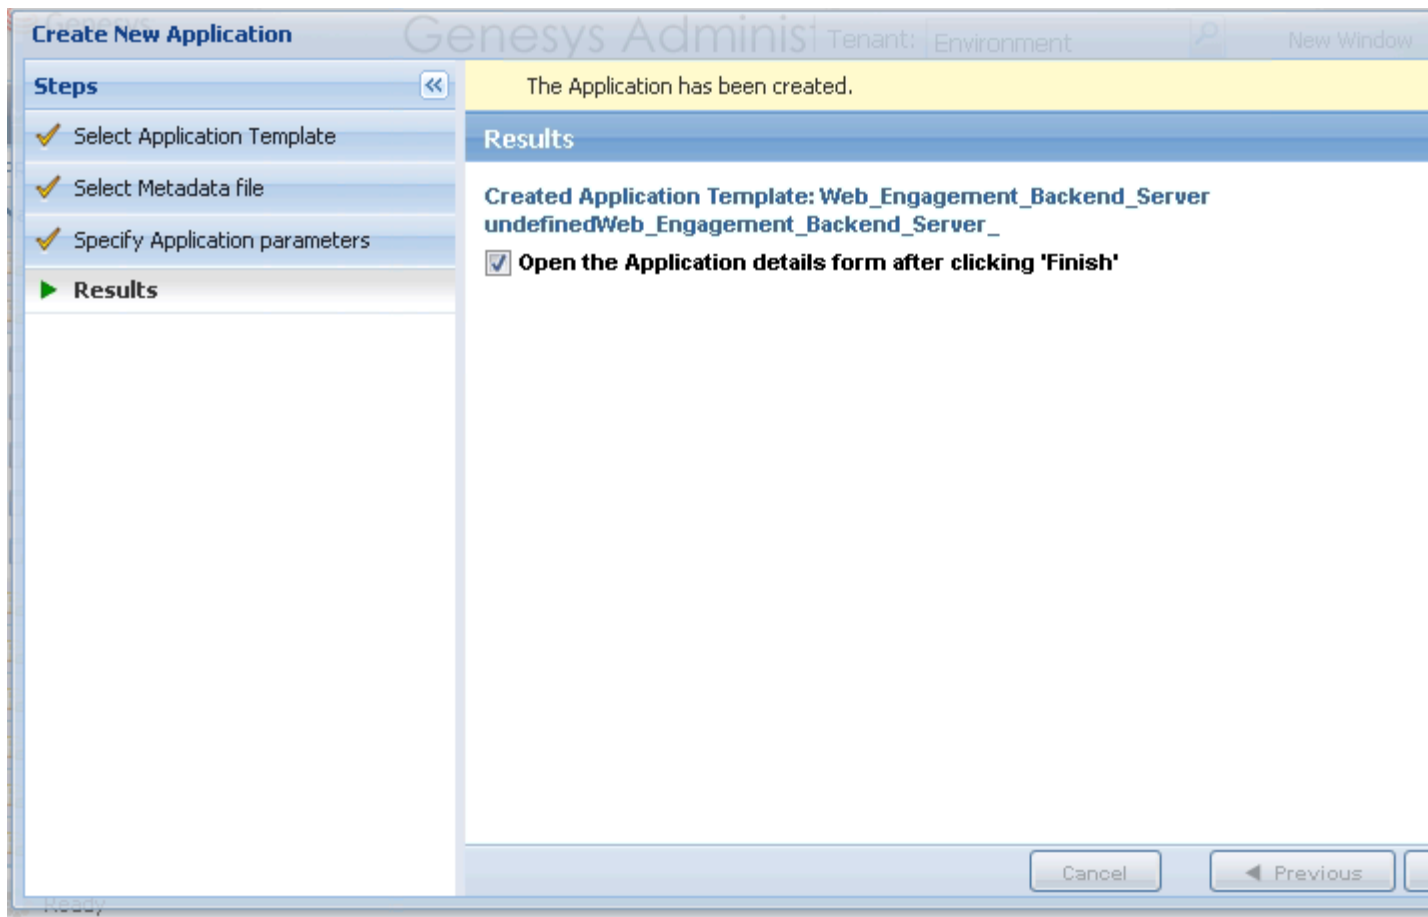 Genesys
Create New Application
Genesys Adminis
Tenant:
Environment
New Window
Steps
The Application has been created.
Select Application Template
Results
Select Metadata file
Created Application Template: Web_Engagement_Backend_Server
undefinedWeb_Engagement_Backend_Server_
Specify Application parameters
Open the Application details form after clicking 'Finish'
Results
Cancel
Previous
Ready